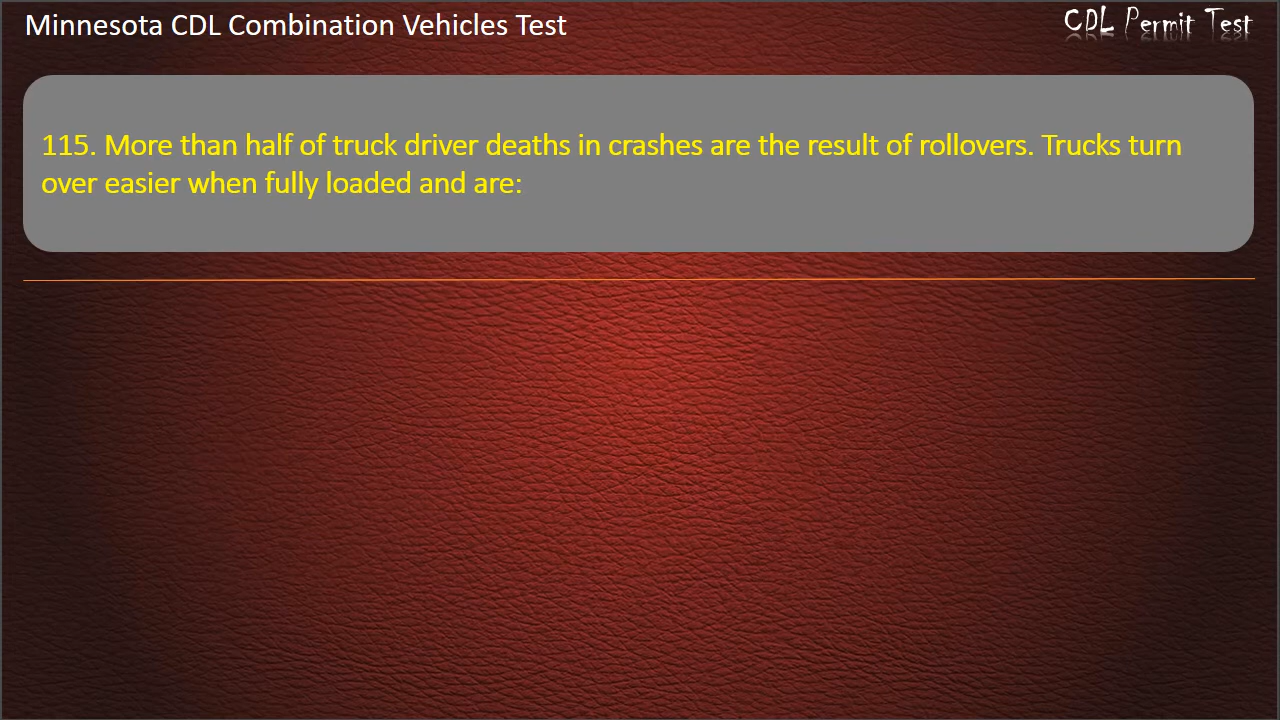 Minnesota CDL Combination Vehicles Test
CDL Permit Test
115. More than half of truck driver deaths in crashes are the result of rollovers. Trucks turn
over easier when fully loaded and are: